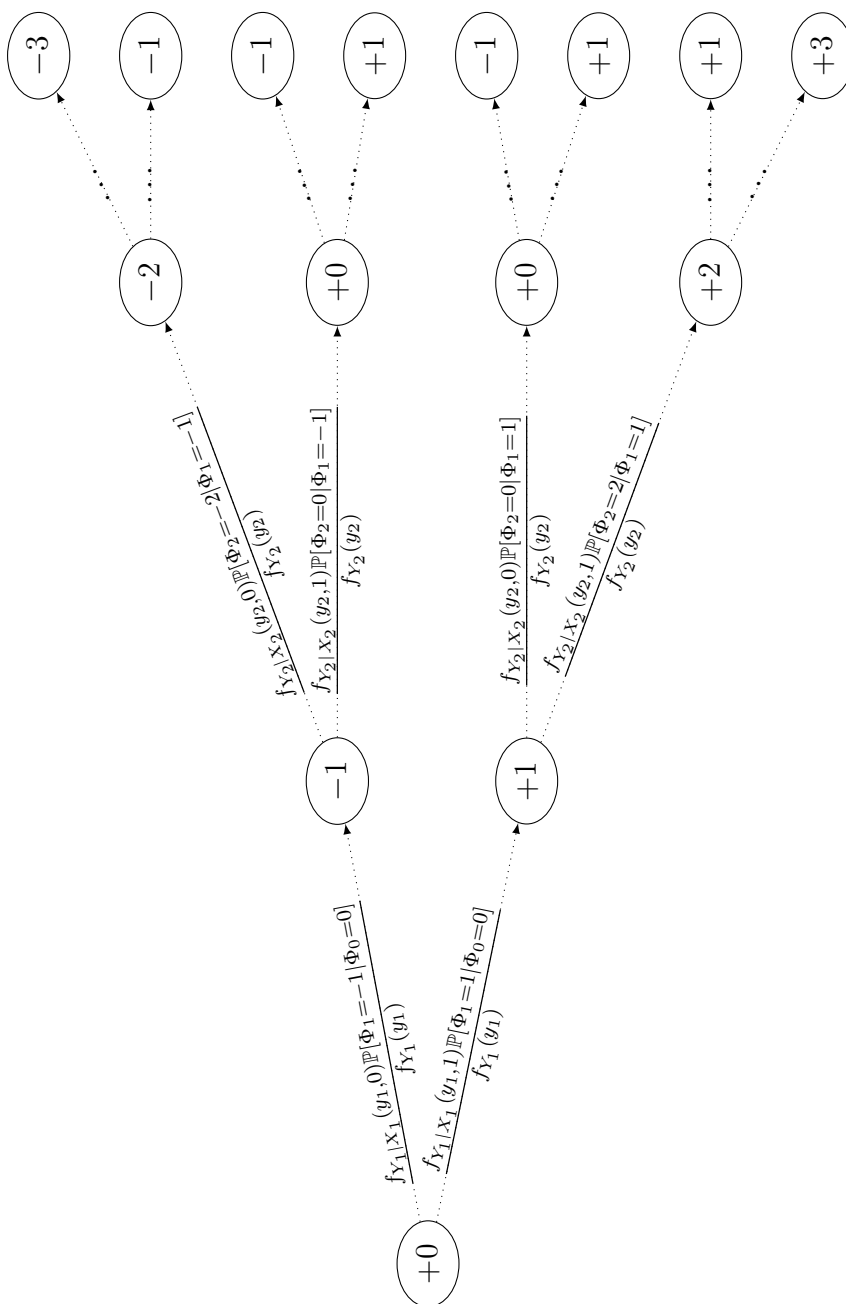 +0
f_{Y_1|X_1}(y_1,0)ℙ[Φ_1=−1|Φ_0=0]
f_{Y_1}(y_1)
f_{Y_1|X_1}(y_1,1)ℙ[Φ_1=1|Φ_0=0]
f_{Y_1}(y_1)
−1
+1
f_{Y_2|X_2}(y_2,0)ℙ[Φ_2=−2|Φ_1=−1]
f_{Y_2}(y_2)
f_{Y_2|X_2}(y_2,1)ℙ[Φ_2=0|Φ_1=−1]
f_{Y_2}(y_2)
f_{Y_2|X_2}(y_2,0)ℙ[Φ_2=0|Φ_1=1]
f_{Y_2}(y_2)
f_{Y_2|X_2}(y_2,1)ℙ[Φ_2=2|Φ_1=1]
f_{Y_2}(y_2)
−2
+0
+0
+2
−3
−1
−1
+1
−1
+1
+1
+3